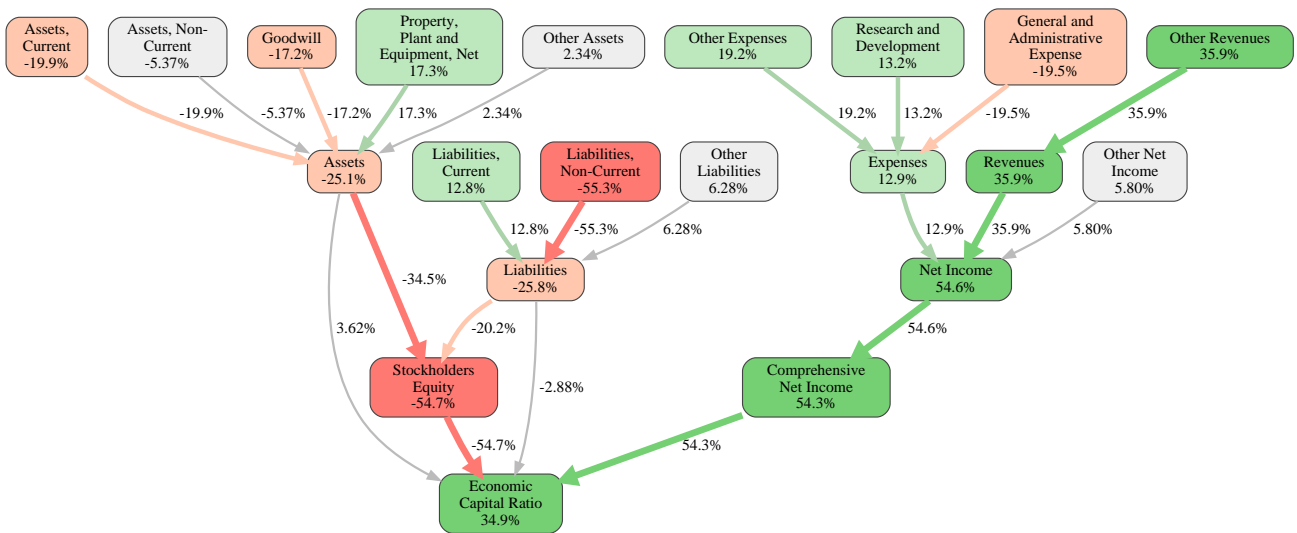 Assets,
Current
-19.9%
Assets, Non-
Current
-5.37%
Goodwill
-17.2%
Property,
Plant and
Equipment, Net
17.3%
Other Assets
2.34%
Other Expenses
19.2%
Research and
Development
13.2%
General and
Administrative
Expense
-19.5%
Other Revenues
35.9%
-19.9%
-5.37%
-17.2%
17.3%
2.34%
19.2%
13.2%
-19.5%
35.9%
Assets
-25.1%
Liabilities,
Current
12.8%
Liabilities,
Non-Current
-55.3%
Other
Liabilities
6.28%
Expenses
12.9%
Revenues
35.9%
Other Net
Income
5.80%
12.8%
-55.3%
6.28%
12.9%
35.9%
5.80%
Liabilities
-25.8%
Net Income
54.6%
-34.5%
3.62%
-20.2%
54.6%
Stockholders
Equity
-54.7%
-2.88%
Comprehensive
Net Income
54.3%
-54.7%
54.3%
Economic
Capital Ratio
34.9%